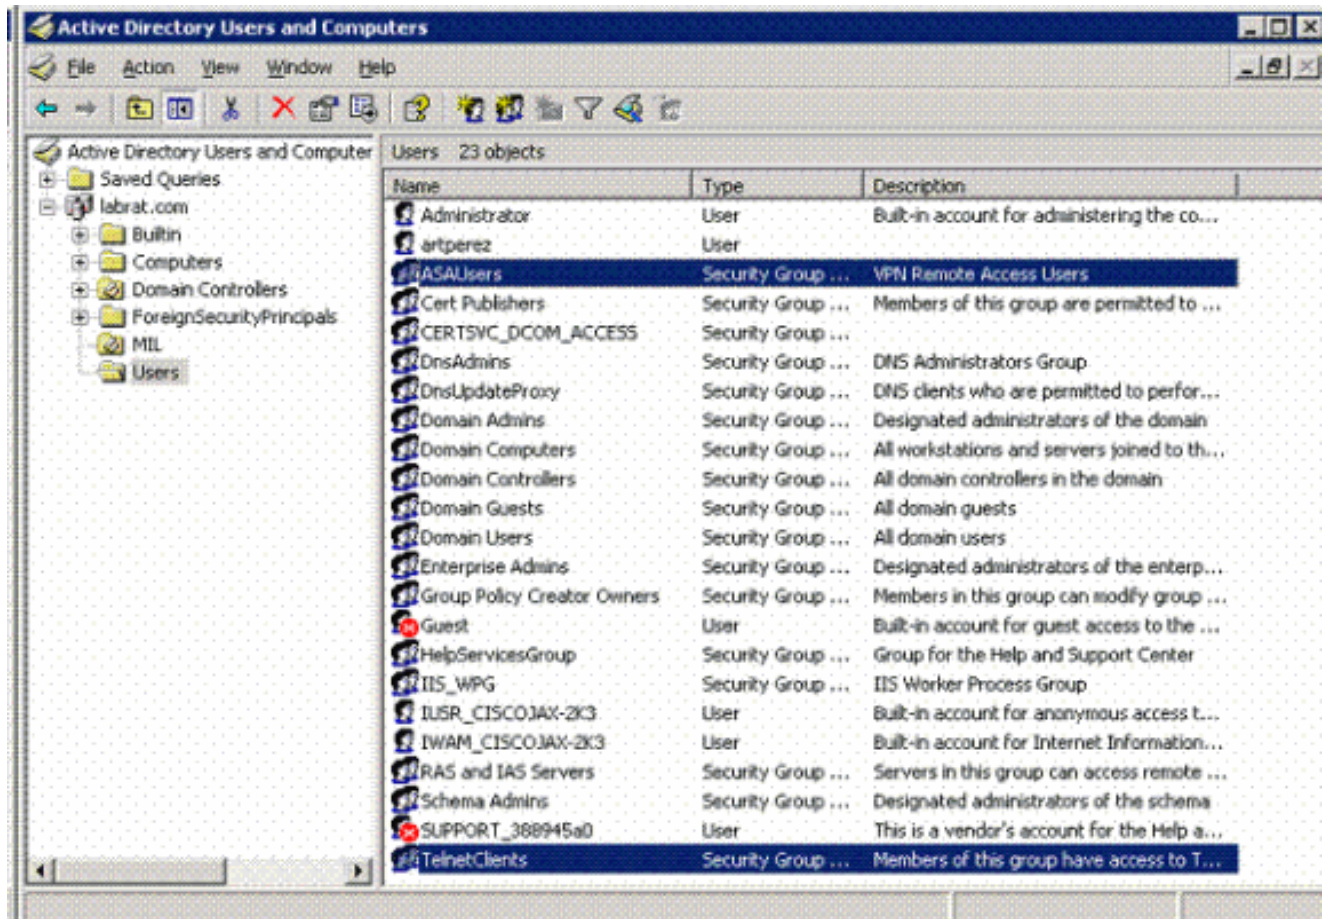 Active Directory Users and Computers
File Action View Window Help
Active Directory Users and Computer
Saved Queries
labrat.com
Builtin
Computers
Domain Controllers
ForeignSecurityPrincipals
MIL
Users
Users 23 objects
Name Type Description
Administrator User Built-in account for administering the co...
artperez User
ASAUsers Security Group ... VPN Remote Access Users
Cert Publishers Security Group ... Members of this group are permitted to ...
CERTSVC_DCOM_ACCESS Security Group ...
DnsAdmins Security Group ... DNS Administrators Group
DnsUpdateProxy Security Group ... DNS clients who are permitted to perfor...
Domain Admins Security Group ... Designated administrators of the domain
Domain Computers Security Group ... All workstations and servers joined to th...
Domain Controllers Security Group ... All domain controllers in the domain
Domain Guests Security Group ... All domain guests
Domain Users Security Group ... All domain users
Enterprise Admins Security Group ... Designated administrators of the enterp...
Group Policy Creator Owners Security Group ... Members in this group can modify group ...
Guest User Built-in account for guest access to the ...
HelpServicesGroup Security Group ... Group for the Help and Support Center
IIS_WPG Security Group ... IIS Worker Process Group
IUSR_CISCOJAX-2K3 User Built-in account for anonymous access t...
IWAM_CISCOJAX-2K3 User Built-in account for Internet Information...
RAS and IAS Servers Security Group ... Servers in this group can access remote ...
Schema Admins Security Group ... Designated administrators of the schema
SUPPORT_388945a0 User This is a vendor's account for the Help a...
TelnetClients Security Group ... Members of this group have access to T...